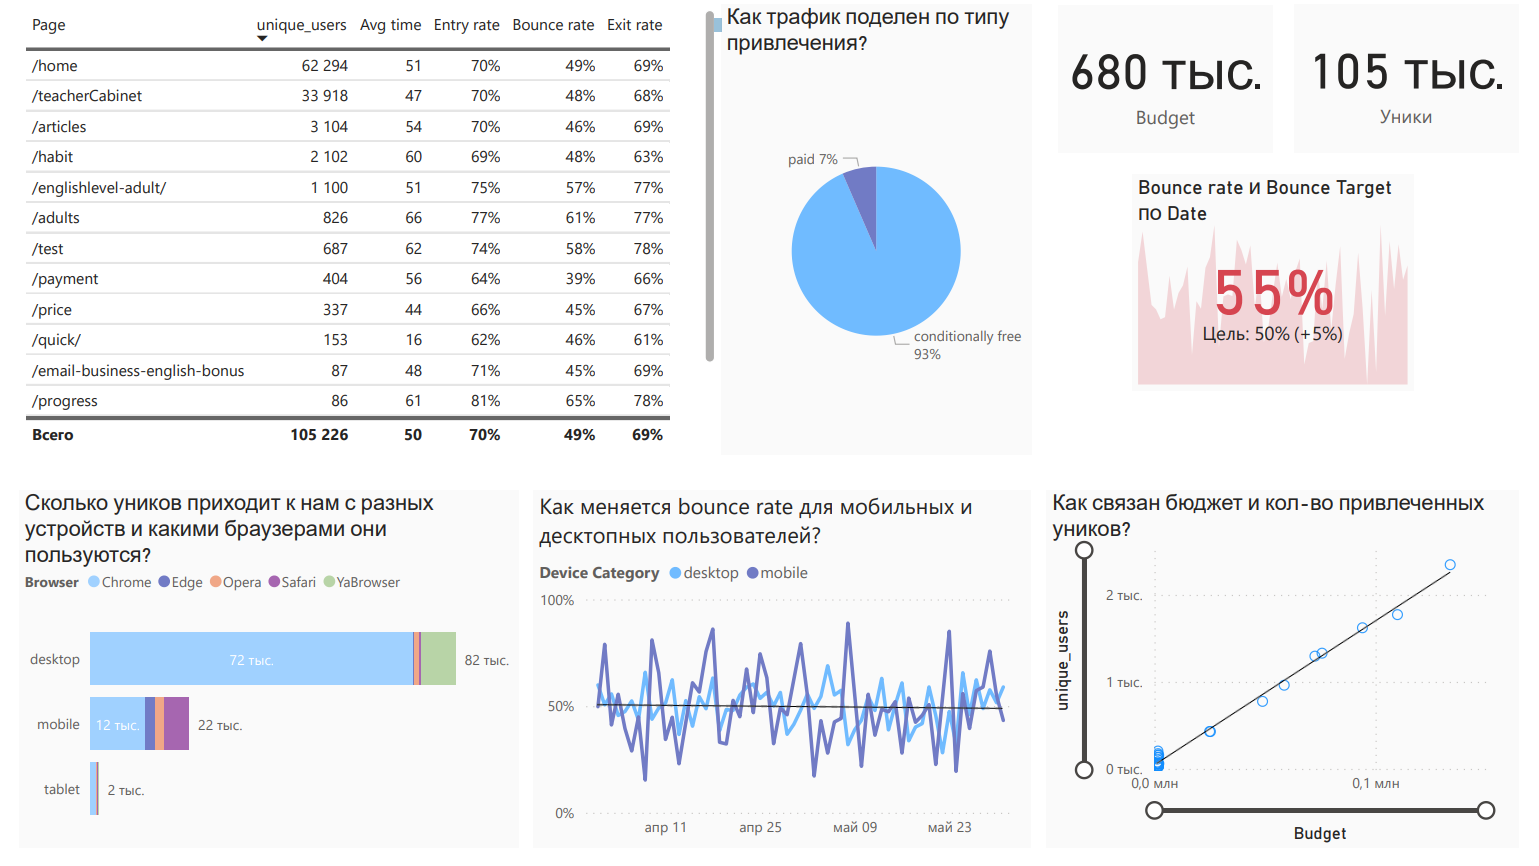 Page unique_users Avg time Entry rate Bounce rate Exit rate
/home 62 294 51 70% 49% 69%
/teacherCabinet 33 918 47 70% 48% 68%
/articles 3 104 54 70% 46% 69%
/habit 2 102 60 69% 48% 63%
/englishlevel-adult/ 1 100 51 75% 57% 77%
/adults 826 66 77% 61% 77%
/test 687 62 74% 58% 78%
/payment 404 56 64% 39% 66%
/price 337 44 66% 45% 67%
/quick/ 153 16 62% 46% 61%
/email-business-english-bonus 87 48 71% 45% 69%
/progress 86 61 81% 65% 78%
Всего 105 226 50 70% 49% 69%
Как трафик поделен по типу
привлечения?
paid 7%
conditionally free
93%
680 тыс.
Budget
105 тыс.
Уники
Bounce rate и Bounce Target
по Date
55%
Цель: 50% (+5%)
Сколько уников приходит к нам с разных
устройств и какими браузерами они
пользуются?
Browser Chrome Edge Opera Safari YaBrowser
desktop 72 тыс. 82 тыс.
mobile 12 тыс. 22 тыс.
tablet 2 тыс.
Как меняется bounce rate для мобильных и
десктопных пользователей?
Device Category desktop mobile
100%
50%
0%
апр 11 апр 25 май 09 май 23
Как связан бюджет и кол-во привлеченных
уников?
unique_users
2 тыс.
1 тыс.
0 тыс.
0,0 млн 0,1 млн
Budget